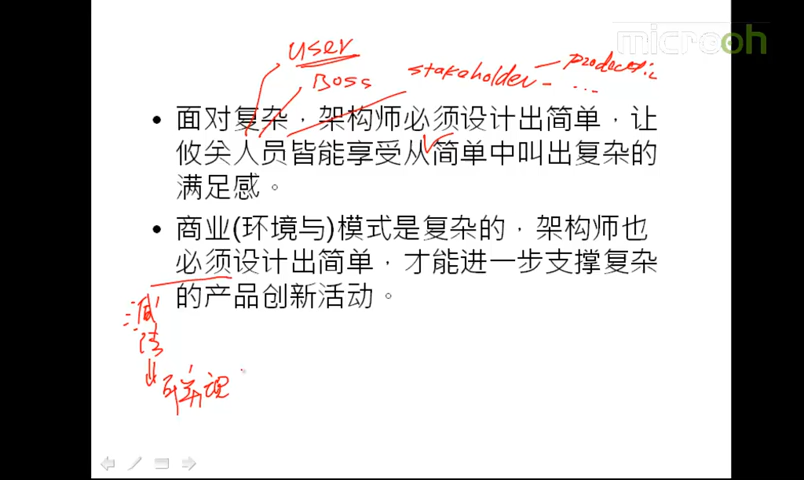 microoh
user
Boss
stakeholder
...
• 面对复杂，架构师必须设计出简单，让
攸关人员皆能享受从简单中叫出复杂的
满足感。
• 商业(环境与)模式是复杂的，架构师也
必须设计出简单，才能进一步支撑复杂
的产品创新活动。
减
法